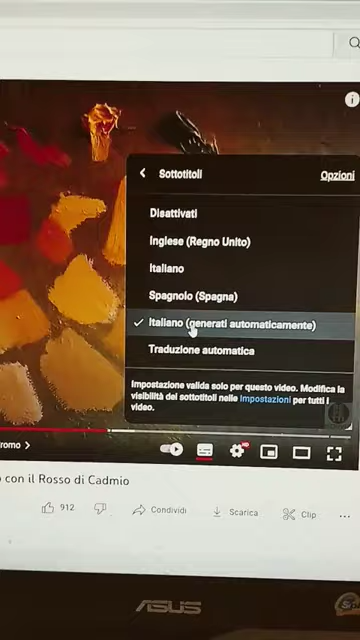 Sottotitoli
Opzioni
Disattivati
Inglese (Regno Unito)
Italiano
Spagnolo (Spagna)
Italiano (generati automaticamente)
Traduzione automatica
Impostazione valida solo per questo video. Modifica la
visibilità dei sottotitoli nelle Impostazioni per tutti i
video.
romo
HD
con il Rosso di Cadmio
912
Condividi
Scarica
Clip
ASUS